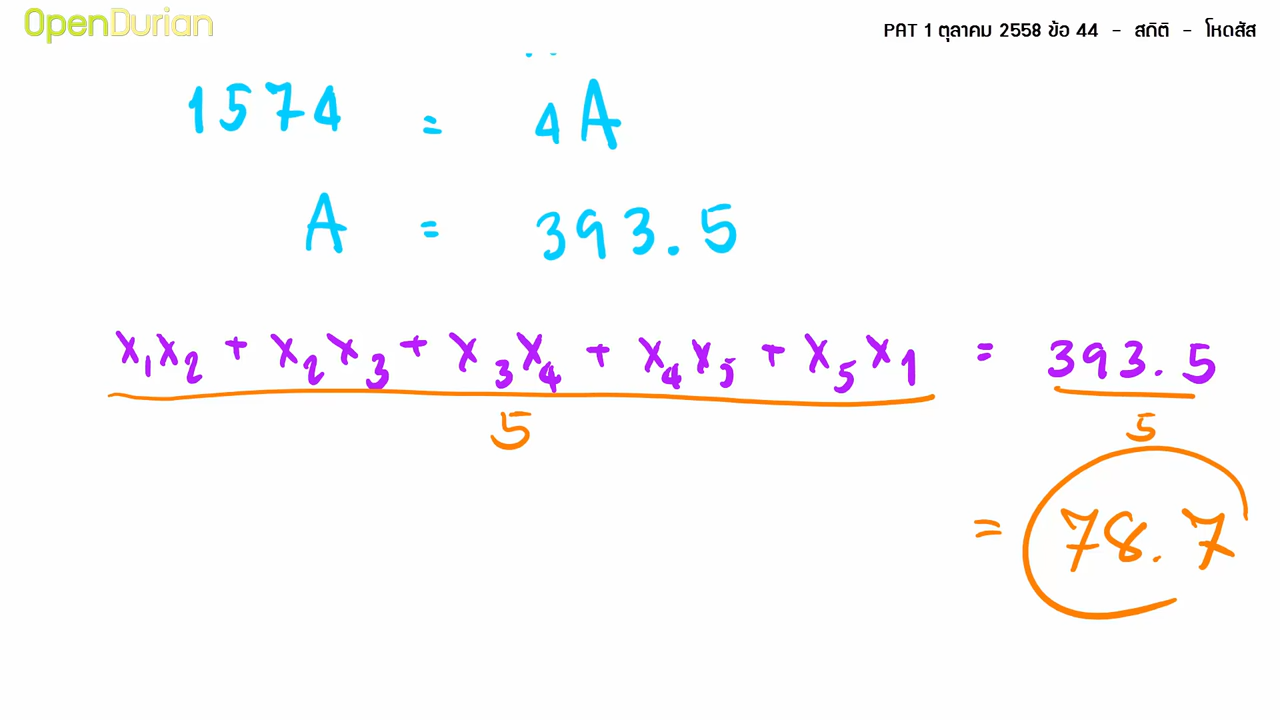 OpenDurian
PAT 1 ตุลาคม 2558 ข้อ 44 - สถิติ - โหดสัส
1574 = 4A
A = 393.5
x₁x₂ + x₂x₃ + x₃x₄ + x₄x₅ + x₅x₁ = 393.5
5 5
= 78.7